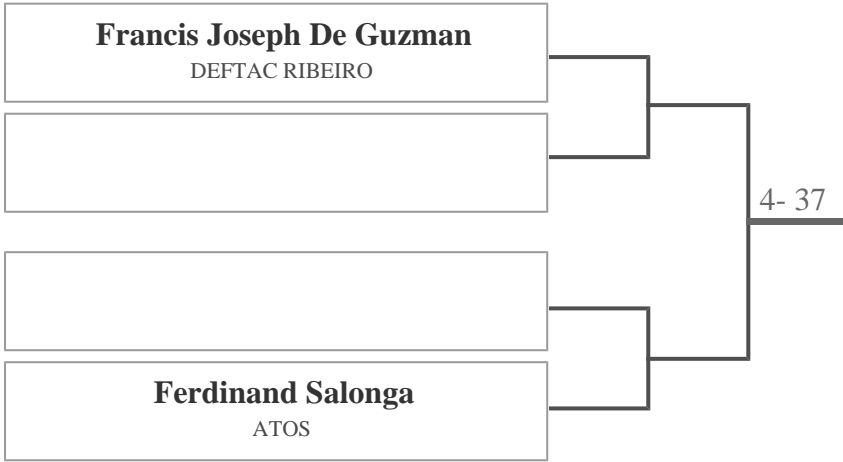 Francis Joseph De Guzman
DEFTAC RIBEIRO
4- 37
Ferdinand Salonga
ATOS